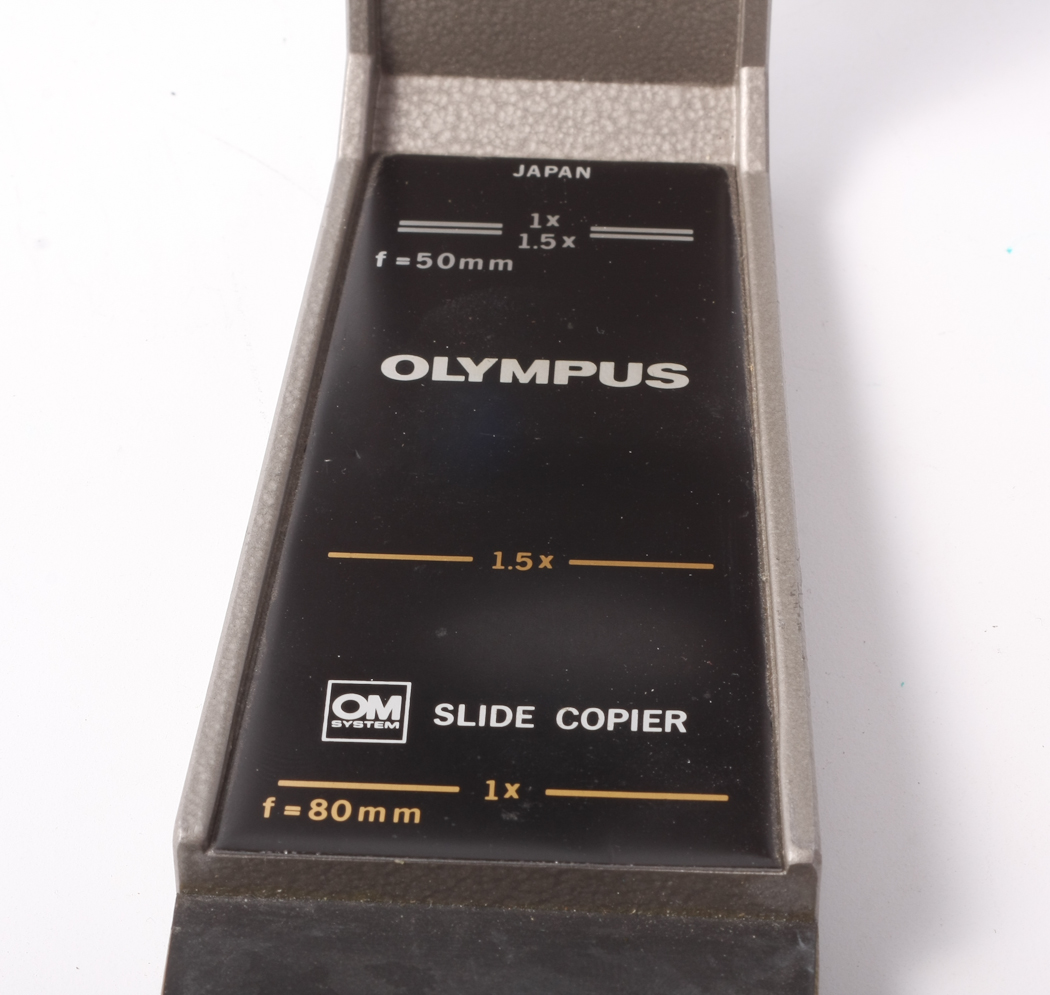 JAPAN
1x
1.5x
f=50mm
OLYMPUS
1.5x
OM
SYSTEM
SLIDE COPIER
1x
f=80mm